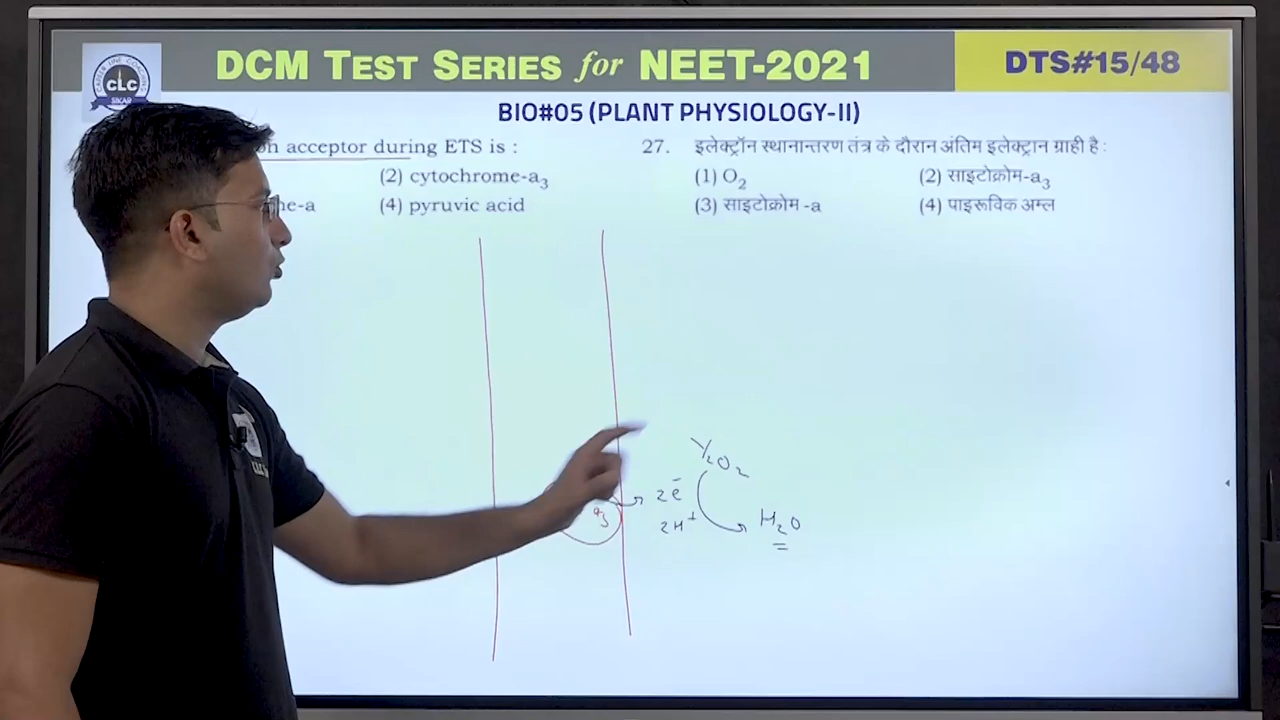 DCM TEST SERIES for NEET-2021
DTS#15/48
CLC
SIKAR
BIO#05 (PLANT PHYSIOLOGY-II)
acceptor during ETS is :
(2) cytochrome-a3
(4) pyruvic acid
27. इलेक्ट्रॉन स्थानान्तरण तंत्र के दौरान अंतिम इलेक्ट्रान ग्राही है :
(1) O2
(2) साइटोक्रोम-a3
(3) साइटोक्रोम -a
(4) पाइरूविक अम्ल
½O2
2e-
a3
2H+
H2O